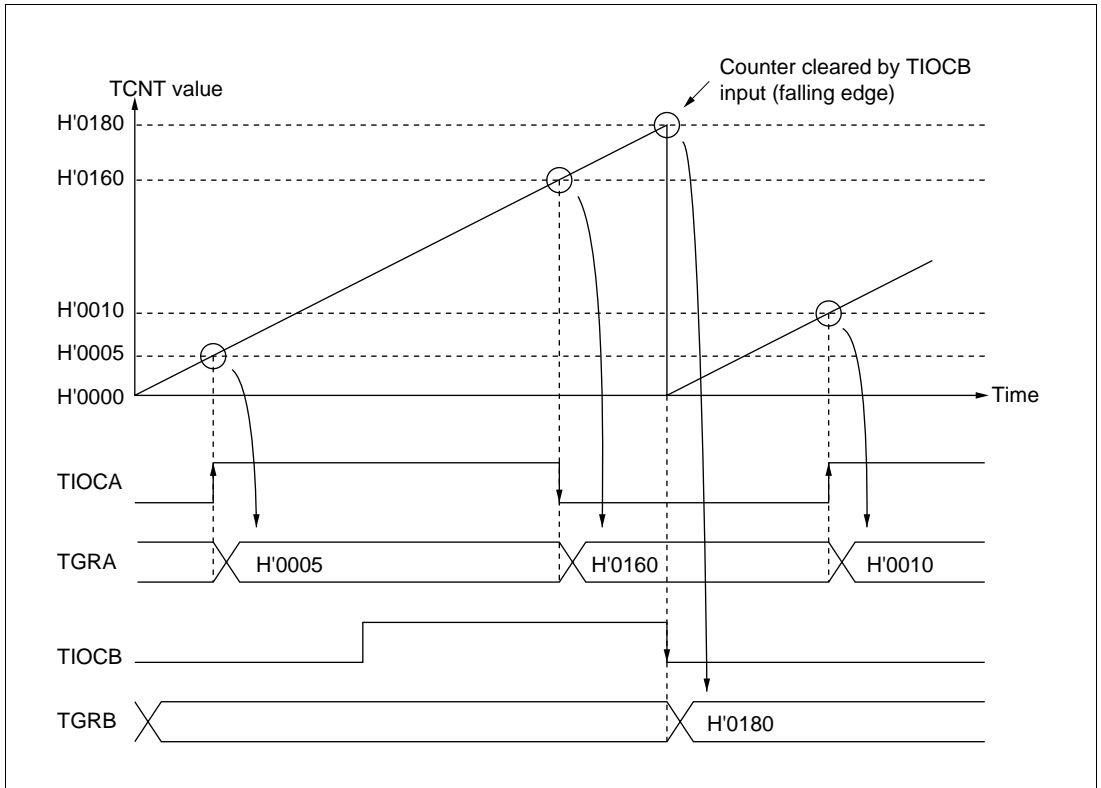 Counter cleared by TIOCB
input (falling edge)
TCNT value
H'0180
H'0160
H'0010
H'0005
H'0000
Time
TIOCA
TGRA
H'0005
H'0160
H'0010
TIOCB
TGRB
H'0180